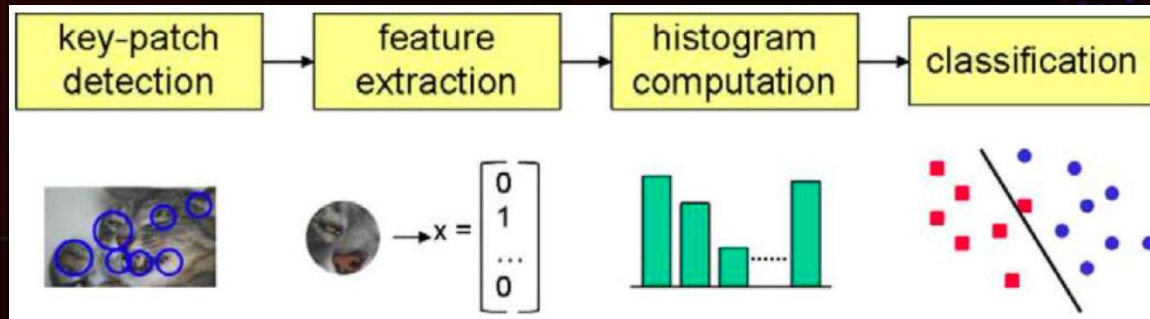 key-patch
detection
feature
extraction
histogram
computation
classification
x =
0
1
...
0
......